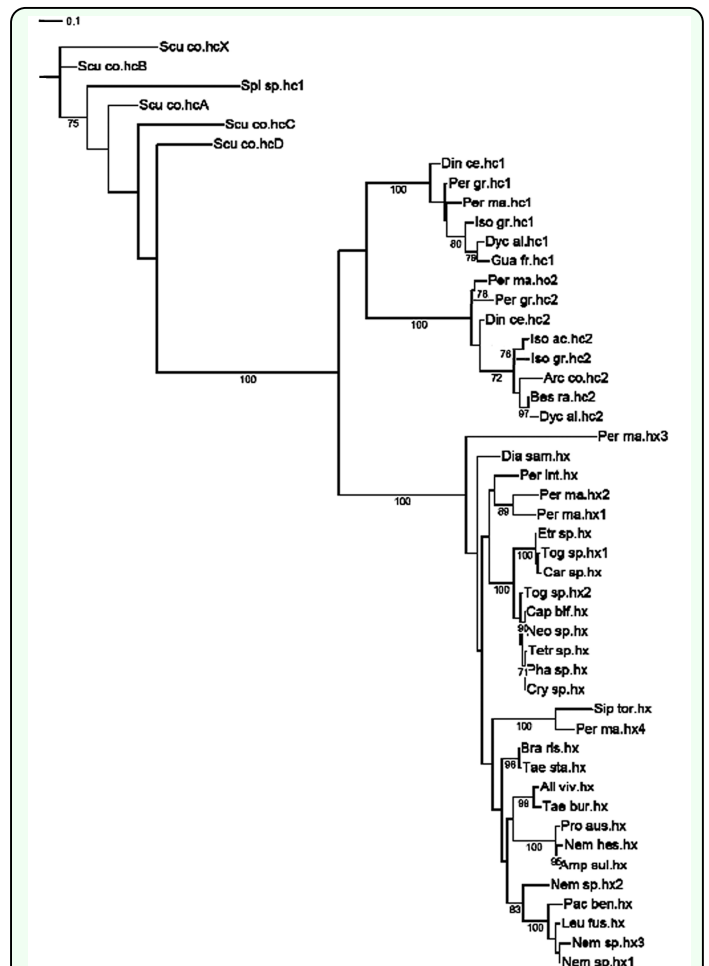 0.1
Scu co.hcX
Scu co.hcB
Spl sp.hc1
75
Scu co.hcA
Scu co.hcC
Scu co.hcD
Din ce.hc1
Per gr.hc1
100
Per ma.hc1
Iso gr.hc1
80
Dyc al.hc1
79
Gua fr.hc1
Per ma.hc2
78
Per gr.hc2
100
Din ce.hc2
Iso ac.hc2
76
Iso gr.hc2
72
Arc co.hc2
100
Bes ra.hc2
97
Dyc al.hc2
Per ma.hx3
Dia sam.hx
Per int.hx
100
Per ma.hx2
89
Per ma.hx1
Etr sp.hx
100
Tog sp.hx1
Car sp.hx
100
Tog sp.hx2
Cap blf.hx
90
Neo sp.hx
Tetr sp.hx
71
Pha sp.hx
Cry sp.hx
Sip tor.hx
100
Per ma.hx4
Bra ris.hx
96
Tae sta.hx
All viv.hx
98
Tae bur.hx
Pro aus.hx
100
Nem hes.hx
95
Amp sul.hx
Nem sp.hx2
83
Pac ben.hx
100
Leu fus.hx
Nem sp.hx3
Nem sp.hx1